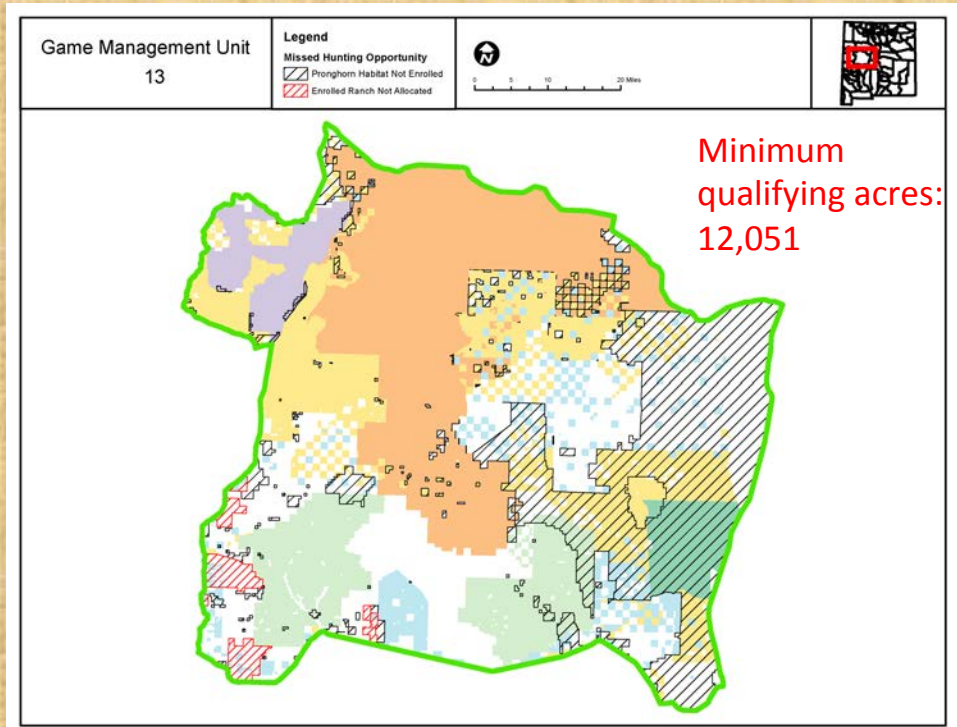 Game Management Unit
13
Legend
Missed Hunting Opportunity
Pronghorn Habitat Not Enrolled
Enrolled Ranch Not Allocated
N
0 5 10 20 Miles
Minimum
qualifying acres:
12,051
1